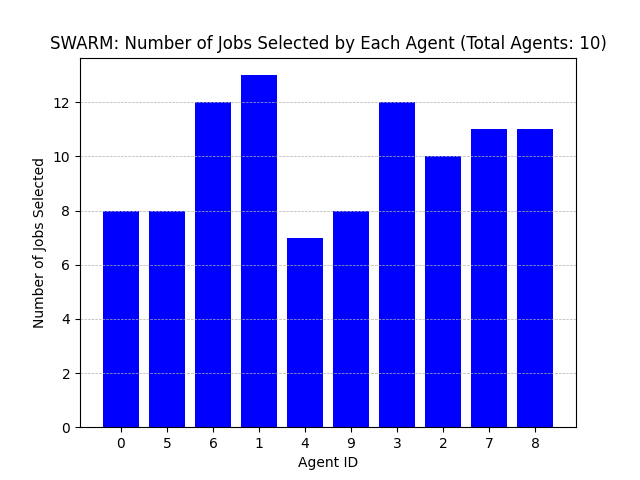 SWARM: Number of Jobs Selected by Each Agent (Total Agents: 10)
Number of Jobs Selected
12
10
8
6
4
2
0
0 5 6 1 4 9 3 2 7 8
Agent ID